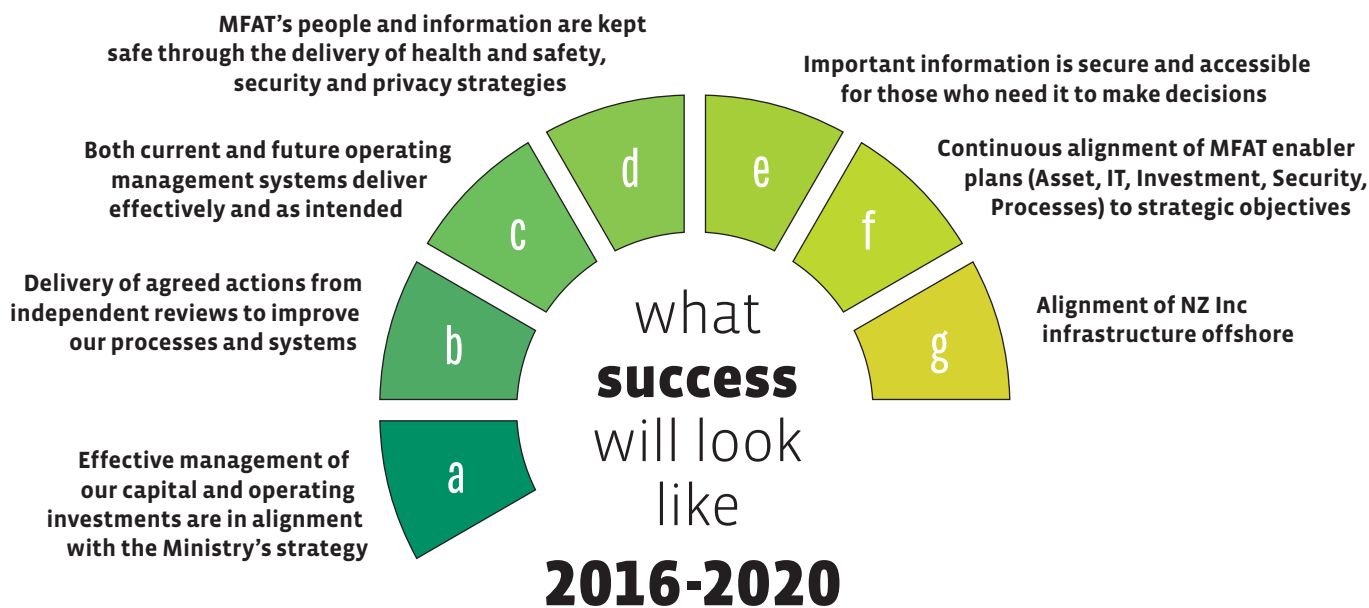 MFAT’s people and information are kept
safe through the delivery of health and safety,
security and privacy strategies
Important information is secure and accessible
for those who need it to make decisions
Both current and future operating
management systems deliver
effectively and as intended
Continuous alignment of MFAT enabler
plans (Asset, IT, Investment, Security,
Processes) to strategic objectives
Delivery of agreed actions from
independent reviews to improve
our processes and systems
Alignment of NZ Inc
infrastructure offshore
Effective management of
our capital and operating
investments are in alignment
with the Ministry’s strategy
a
b
c
d
e
f
g
what
success
will look
like
2016-2020